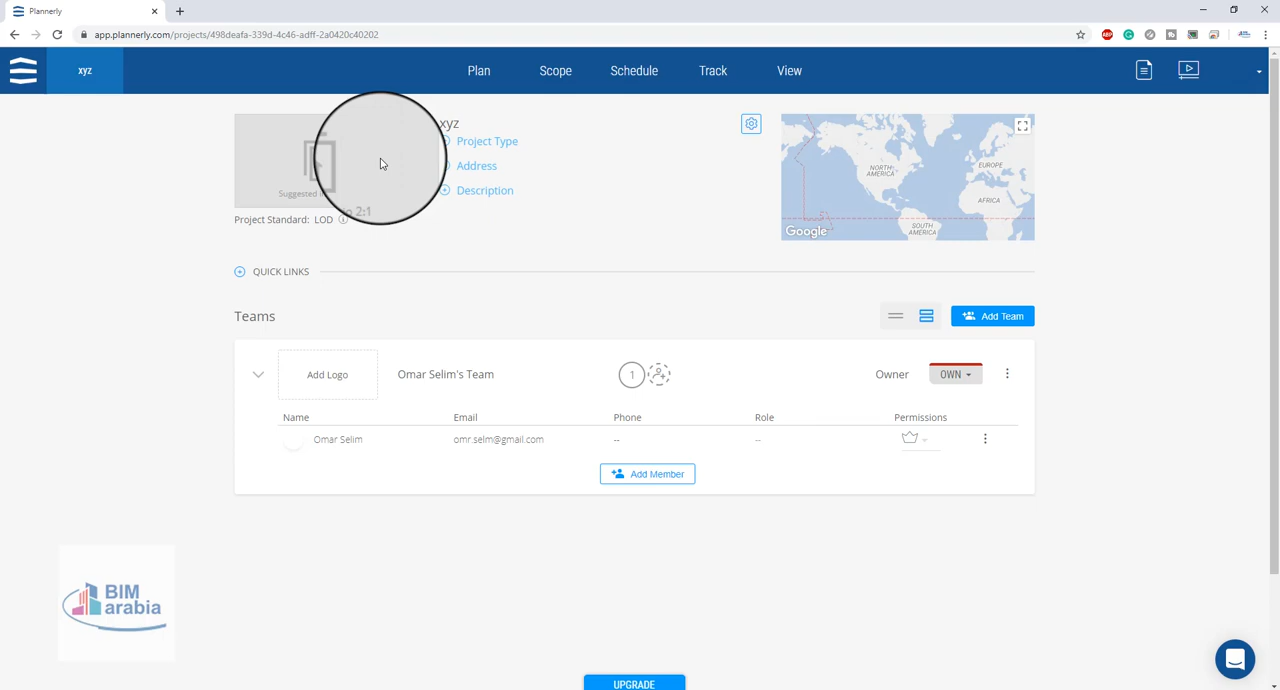 Plannerly
app.plannerly.com/projects/498deafa-339d-4c46-adff-2a0420c40202
xyz
Plan
Scope
Schedule
Track
View
xyz
Project Type
Address
Description
Suggested
2:1
Project Standard: LOD
NORTH AMERICA
EUROPE
AFRICA
SOUTH AMERICA
Google
QUICK LINKS
Teams
Add Team
Add Logo
Omar Selim's Team
1
Owner
OWN
Name Email Phone Role Permissions
Omar Selim omr.selm@gmail.com -- --
Add Member
BIM
arabia
UPGRADE